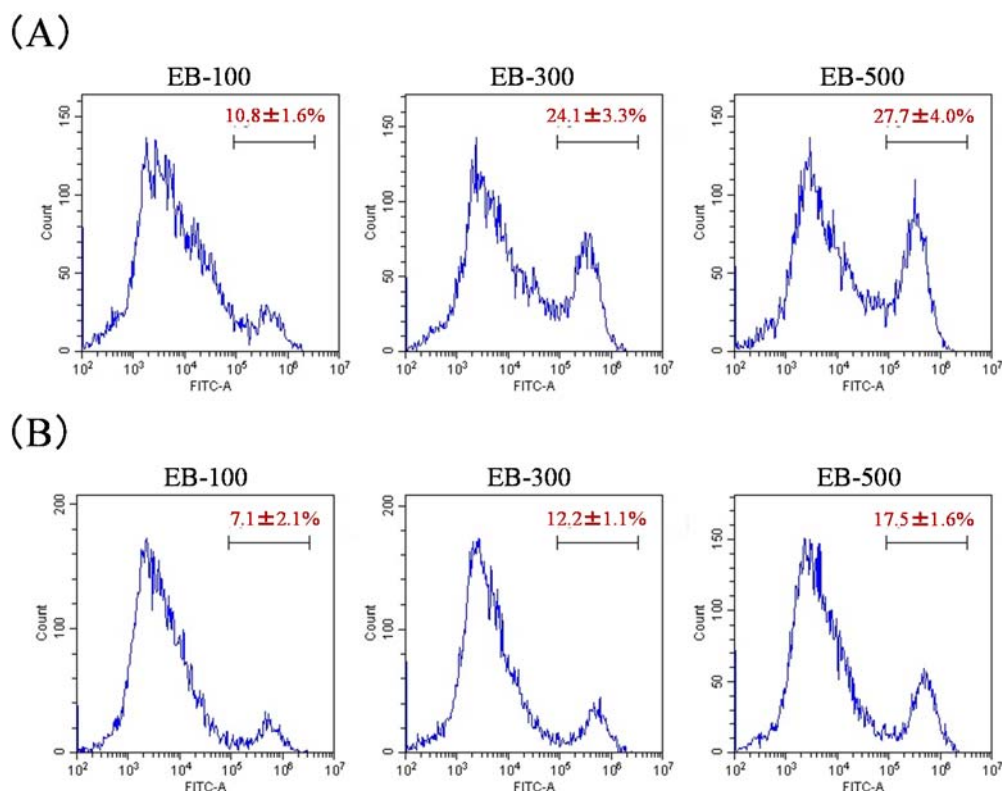 （A）
EB-100
EB-300
EB-500
10.8±1.6%
24.1±3.3%
27.7±4.0%
Count
0 50 100 150
10² 10³ 10⁴ 10⁵ 10⁶ 10⁷
FITC-A
Count
0 50 100 150
10² 10³ 10⁴ 10⁵ 10⁶ 10⁷
FITC-A
Count
0 50 100 150
10² 10³ 10⁴ 10⁵ 10⁶ 10⁷
FITC-A
（B）
EB-100
EB-300
EB-500
7.1±2.1%
12.2±1.1%
17.5±1.6%
Count
0 100 200
10² 10³ 10⁴ 10⁵ 10⁶ 10⁷
FITC-A
Count
0 100 200
10² 10³ 10⁴ 10⁵ 10⁶ 10⁷
FITC-A
Count
0 50 100 150
10² 10³ 10⁴ 10⁵ 10⁶ 10⁷
FITC-A